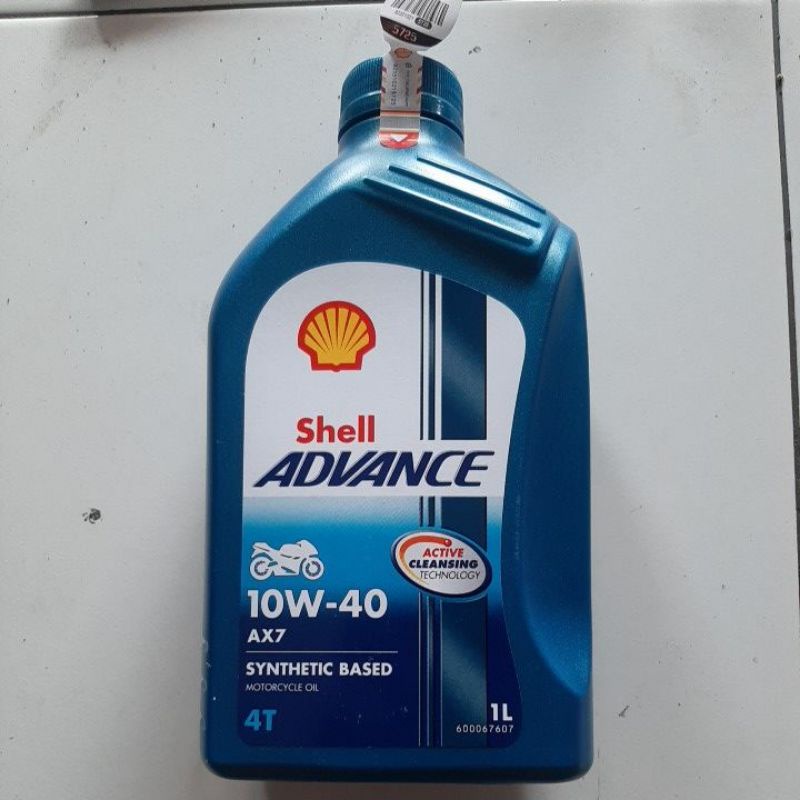 5725
Shell
ADVANCE
ACTIVE
CLEANSING
TECHNOLOGY
10W-40
AX7
SYNTHETIC BASED
MOTORCYCLE OIL
4T
1L
600067607